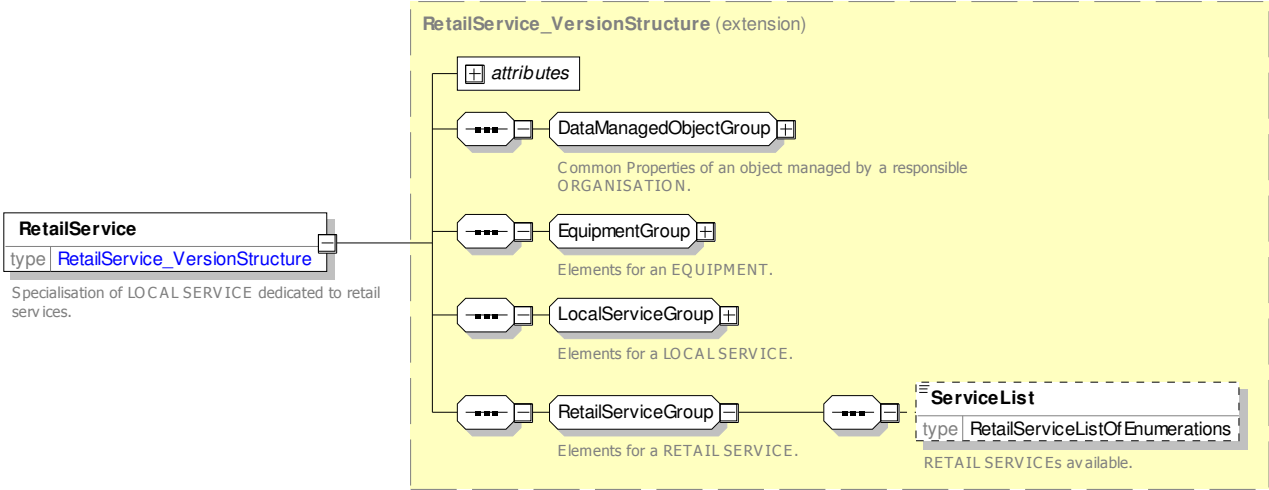 RetailService_VersionStructure (extension)
attributes
DataManagedObjectGroup
Common Properties of an object managed by a responsible
ORGANISATION.
RetailService
type RetailService_VersionStructure
Specialisation of LOCAL SERVICE dedicated to retail
services.
EquipmentGroup
Elements for an EQUIPMENT.
LocalServiceGroup
Elements for a LOCAL SERVICE.
RetailServiceGroup
Elements for a RETAIL SERVICE.
ServiceList
type RetailServiceListOfEnumerations
RETAIL SERVICEs available.